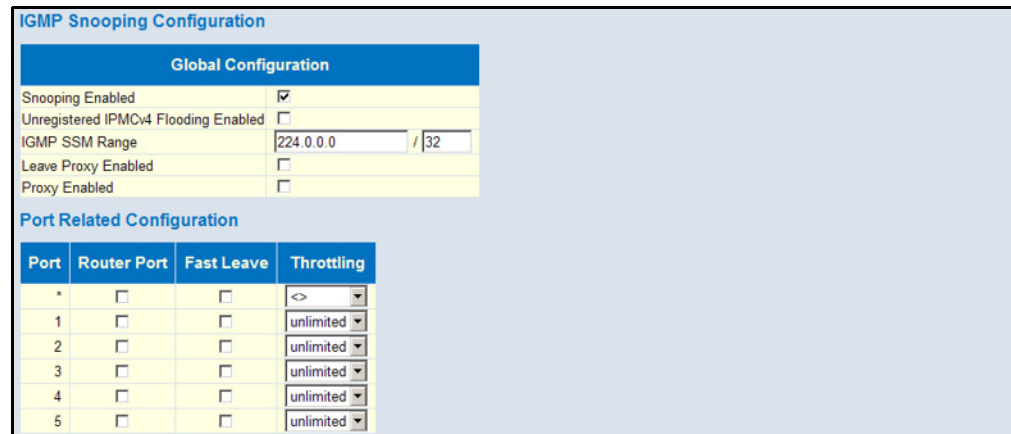 IGMP Snooping Configuration
Global Configuration
Snooping Enabled
Unregistered IPMCv4 Flooding Enabled
IGMP SSM Range 224.0.0.0 / 32
Leave Proxy Enabled
Proxy Enabled
Port Related Configuration
Port Router Port Fast Leave Throttling
* <>
1 unlimited
2 unlimited
3 unlimited
4 unlimited
5 unlimited